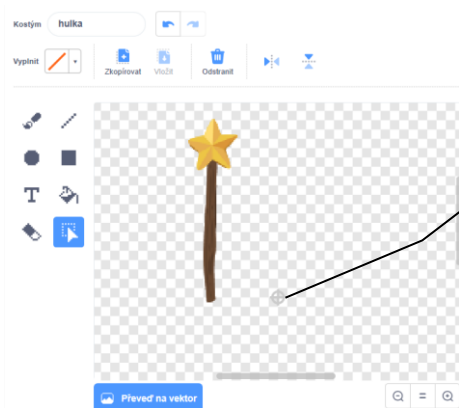 Kostým hulka
Vyplnit
Zkopírovat Vložit Odstranit
T
Převeď na vektor